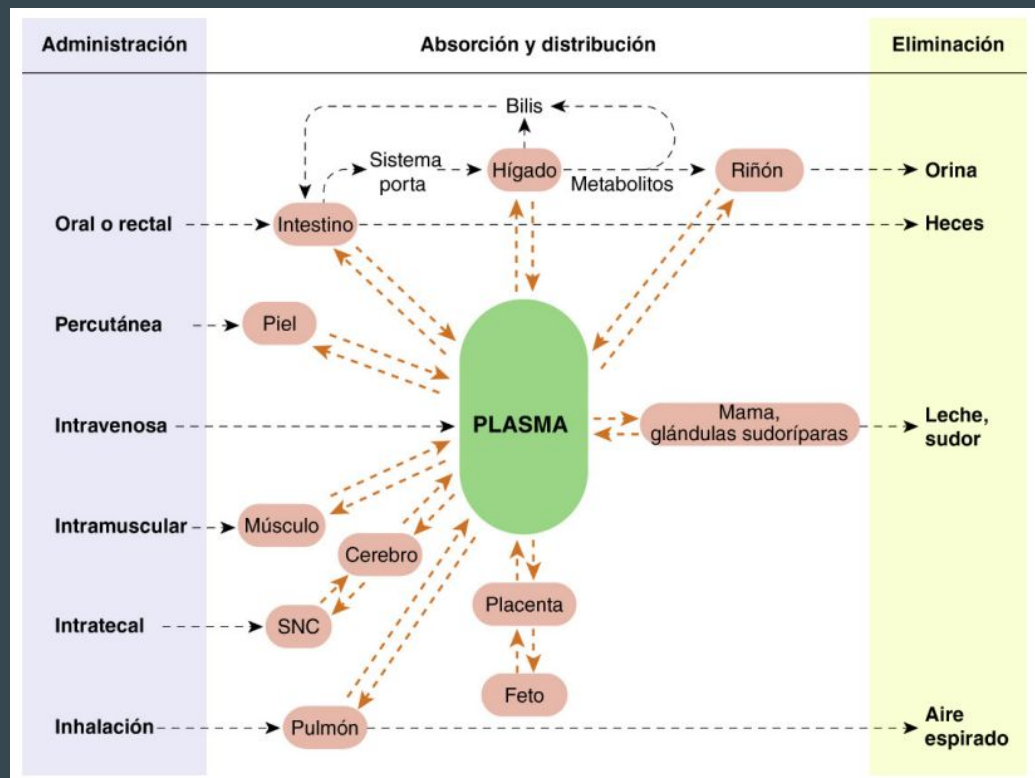 Administración
Absorción y distribución
Eliminación
Bilis
Sistema
porta
Hígado
Metabolitos
Riñón
Orina
Oral o rectal
Intestino
Heces
Percutánea
Piel
Intravenosa
PLASMA
Mama,
glándulas sudoríparas
Leche,
sudor
Intramuscular
Músculo
Cerebro
Placenta
Intratecal
SNC
Feto
Inhalación
Pulmón
Aire
espirado